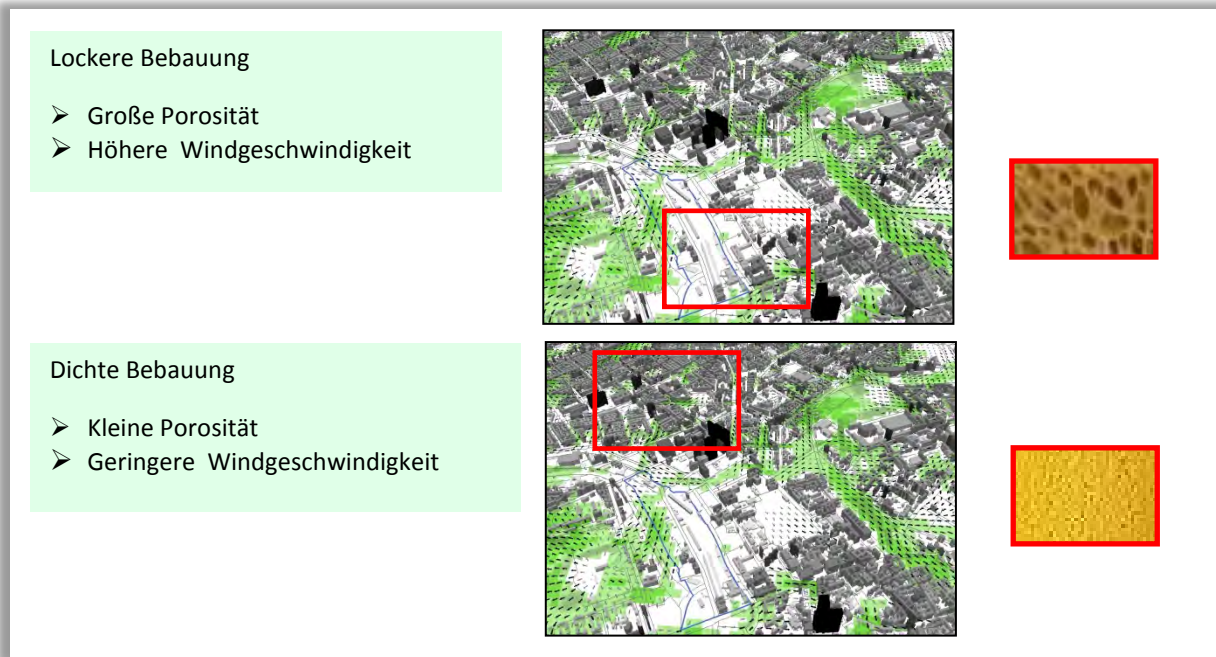 Lockere Bebauung
➢ Große Porosität
➢ Höhere Windgeschwindigkeit
Dichte Bebauung
➢ Kleine Porosität
➢ Geringere Windgeschwindigkeit